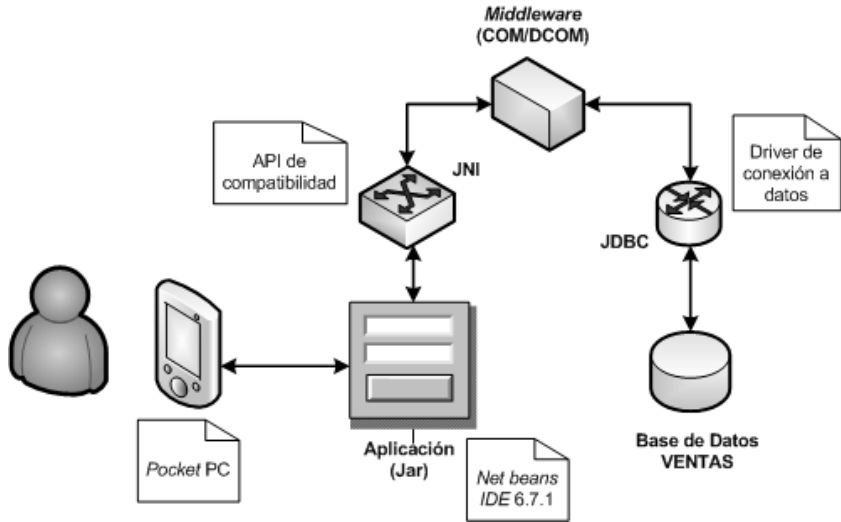 Middleware
(COM/DCOM)
API de
compatibilidad
JNI
Driver de
conexión a
datos
JDBC
Pocket PC
Aplicación
(Jar)
Net beans
IDE 6.7.1
Base de Datos
VENTAS